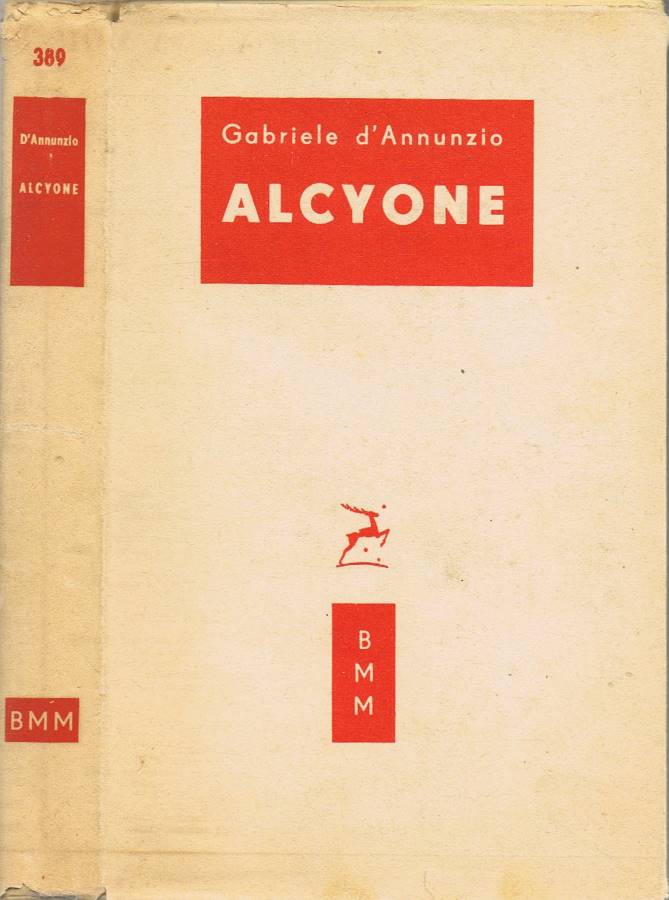 389
D'Annunzio
ALCYONE
BMM
Gabriele d'Annunzio
ALCYONE
B
M
M